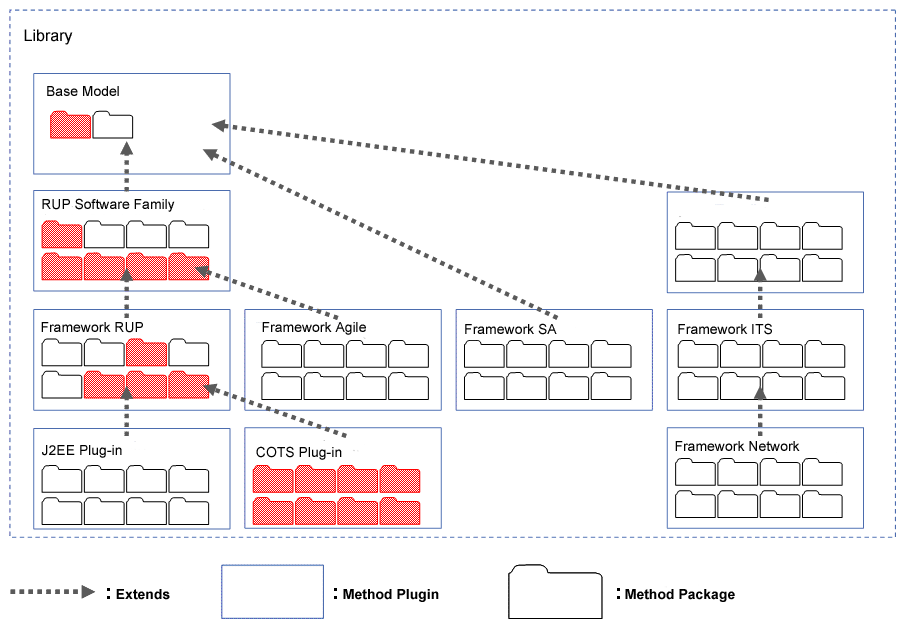 Library
Base Model
RUP Software Family
Framework RUP
Framework Agile
Framework SA
Framework ITS
J2EE Plug-in
COTS Plug-in
Framework Network
: Extends
: Method Plugin
: Method Package